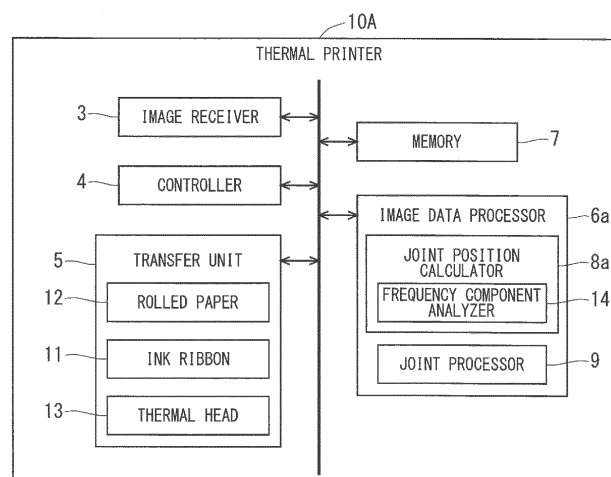 10A
THERMAL PRINTER
3
IMAGE RECEIVER
4
CONTROLLER
5
TRANSFER UNIT
12
ROLLED PAPER
11
INK RIBBON
13
THERMAL HEAD
MEMORY
7
IMAGE DATA PROCESSOR
6a
JOINT POSITION
CALCULATOR
8a
FREQUENCY COMPONENT
ANALYZER
14
JOINT PROCESSOR
9